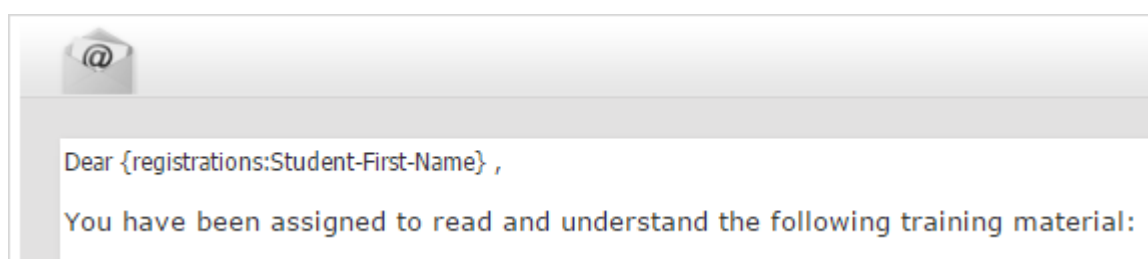 @
Dear {registrations:Student-First-Name} ,
You have been assigned to read and understand the following training material: